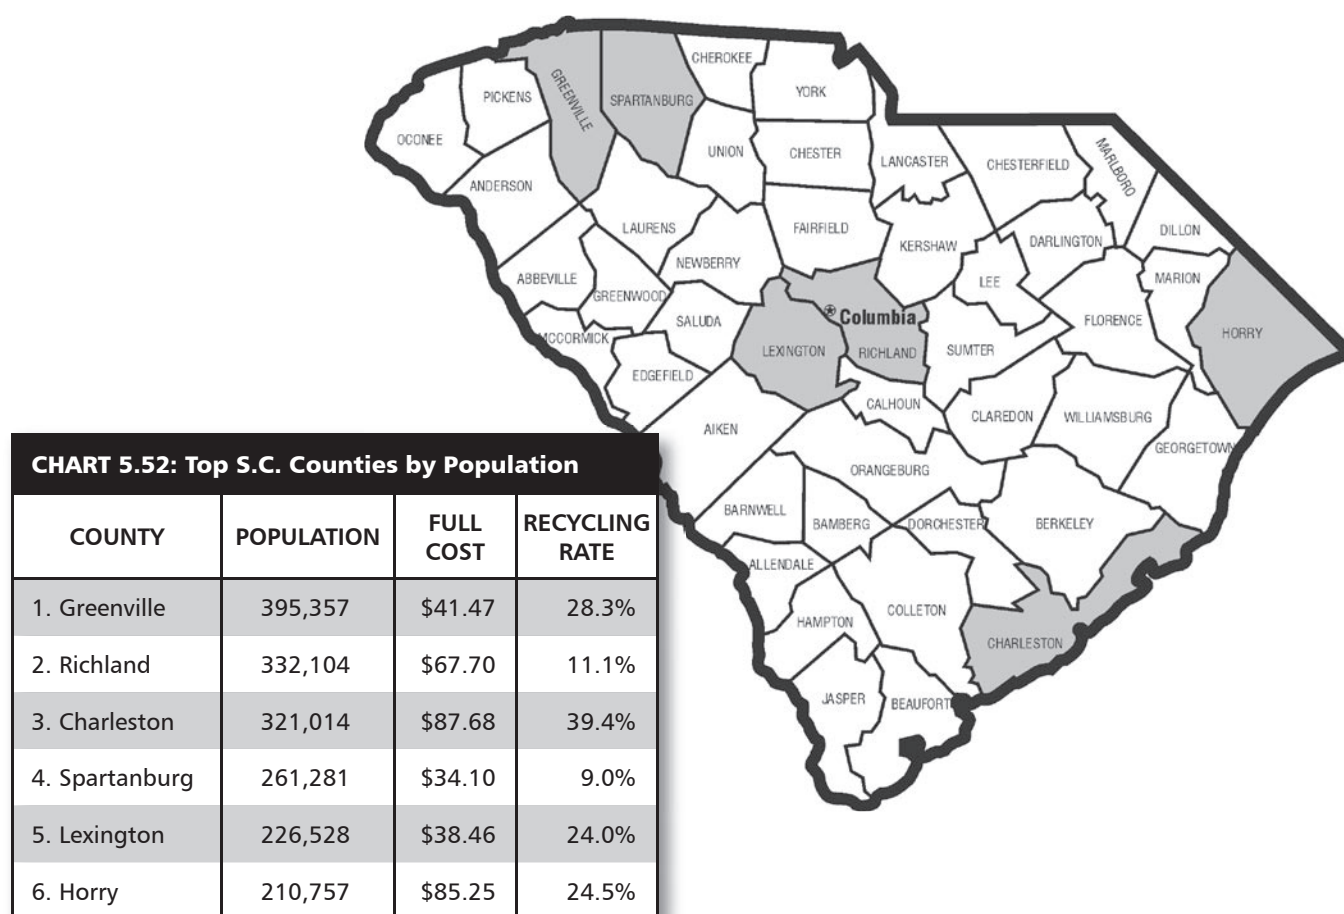 CHEROKEE
GREENVILLE
SPARTANBURG
PICKENS
YORK
OCONEE
UNION
CHESTER
LANCASTER
CHESTERFIELD
MARLBORO
ANDERSON
LAURENS
FAIRFIELD
KERSHAW
DARLINGTON
DILLON
ABBEVILLE
NEWBERRY
LEE
MARION
GREENWOOD
SALUDA
Columbia
FLORENCE
HORRY
MCCORMICK
LEXINGTON
RICHLAND
SUMTER
EDGEFIELD
CALHOUN
CLAREDON
WILLIAMSBURG
AIKEN
GEORGETOWN
ORANGEBURG
BARNWELL
BAMBERG
DORCHESTER
BERKELEY
ALLENDALE
HAMPTON
COLLETON
CHARLESTON
JASPER
BEAUFORT
CHART 5.52: Top S.C. Counties by Population
COUNTY POPULATION FULL COST RECYCLING RATE
1. Greenville 395,357 $41.47 28.3%
2. Richland 332,104 $67.70 11.1%
3. Charleston 321,014 $87.68 39.4%
4. Spartanburg 261,281 $34.10 9.0%
5. Lexington 226,528 $38.46 24.0%
6. Horry 210,757 $85.25 24.5%